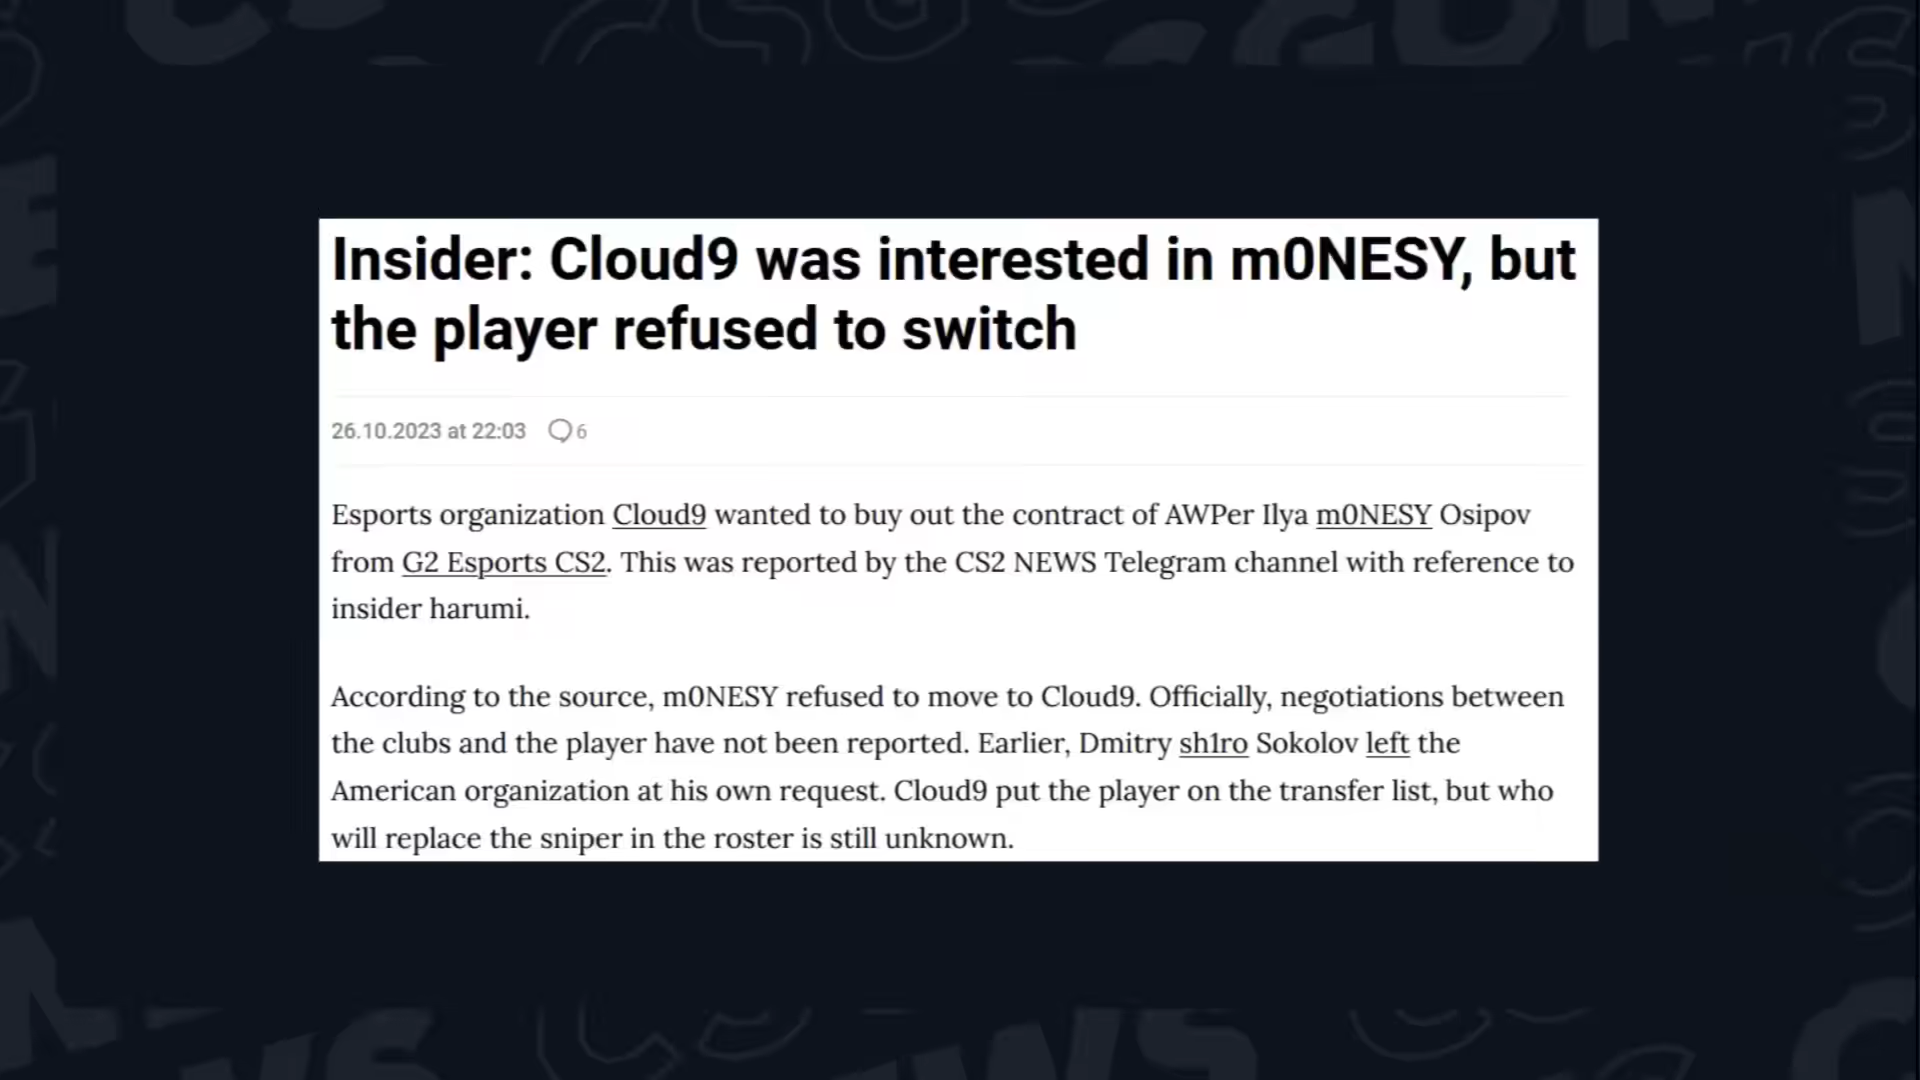 Insider: Cloud9 was interested in m0NESY, but
the player refused to switch
26.10.2023 at 22:03 6
Esports organization Cloud9 wanted to buy out the contract of AWPer Ilya m0NESY Osipov
from G2 Esports CS2. This was reported by the CS2 NEWS Telegram channel with reference to
insider harumi.
According to the source, m0NESY refused to move to Cloud9. Officially, negotiations between
the clubs and the player have not been reported. Earlier, Dmitry sh1ro Sokolov left the
American organization at his own request. Cloud9 put the player on the transfer list, but who
will replace the sniper in the roster is still unknown.